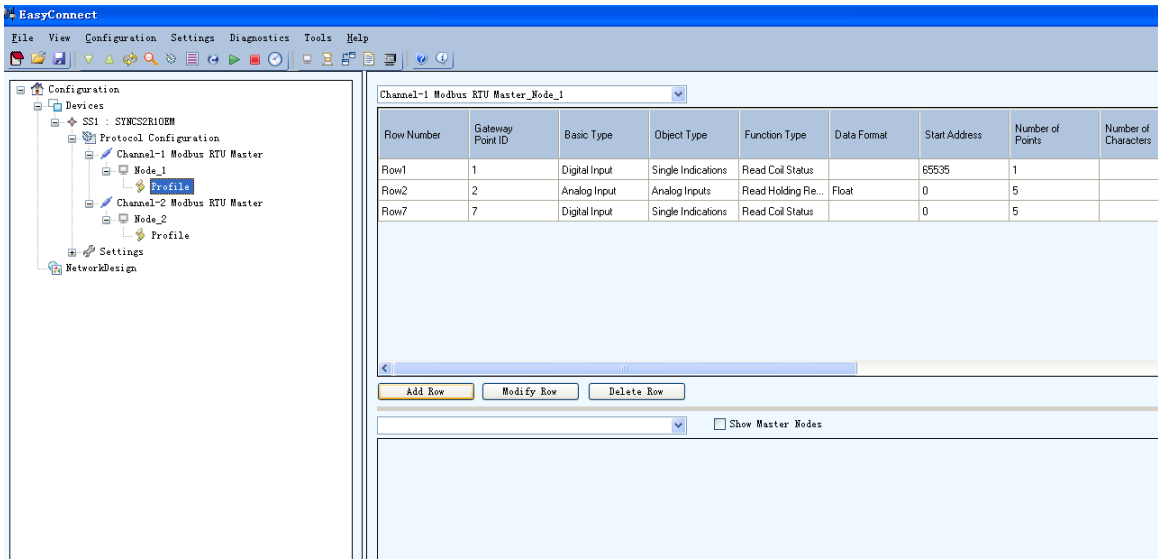 EasyConnect
File View Configuration Settings Diagnostics Tools Help
Configuration
Devices
SS1 : SYNCS2R10EM
Protocol Configuration
Channel-1 Modbus RTU Master
Node_1
Profile
Channel-2 Modbus RTU Master
Node_2
Profile
Settings
NetworkDesign
Channel-1 Modbus RTU Master_Node_1
Row Number Gateway Point ID Basic Type Object Type Function Type Data Format Start Address Number of Points Number of Characters
Row1 1 Digital Input Single Indications Read Coil Status 65535 1
Row2 2 Analog Input Analog Inputs Read Holding Re... Float 0 5
Row7 7 Digital Input Single Indications Read Coil Status 0 5
Add Row Modify Row Delete Row
Show Master Nodes